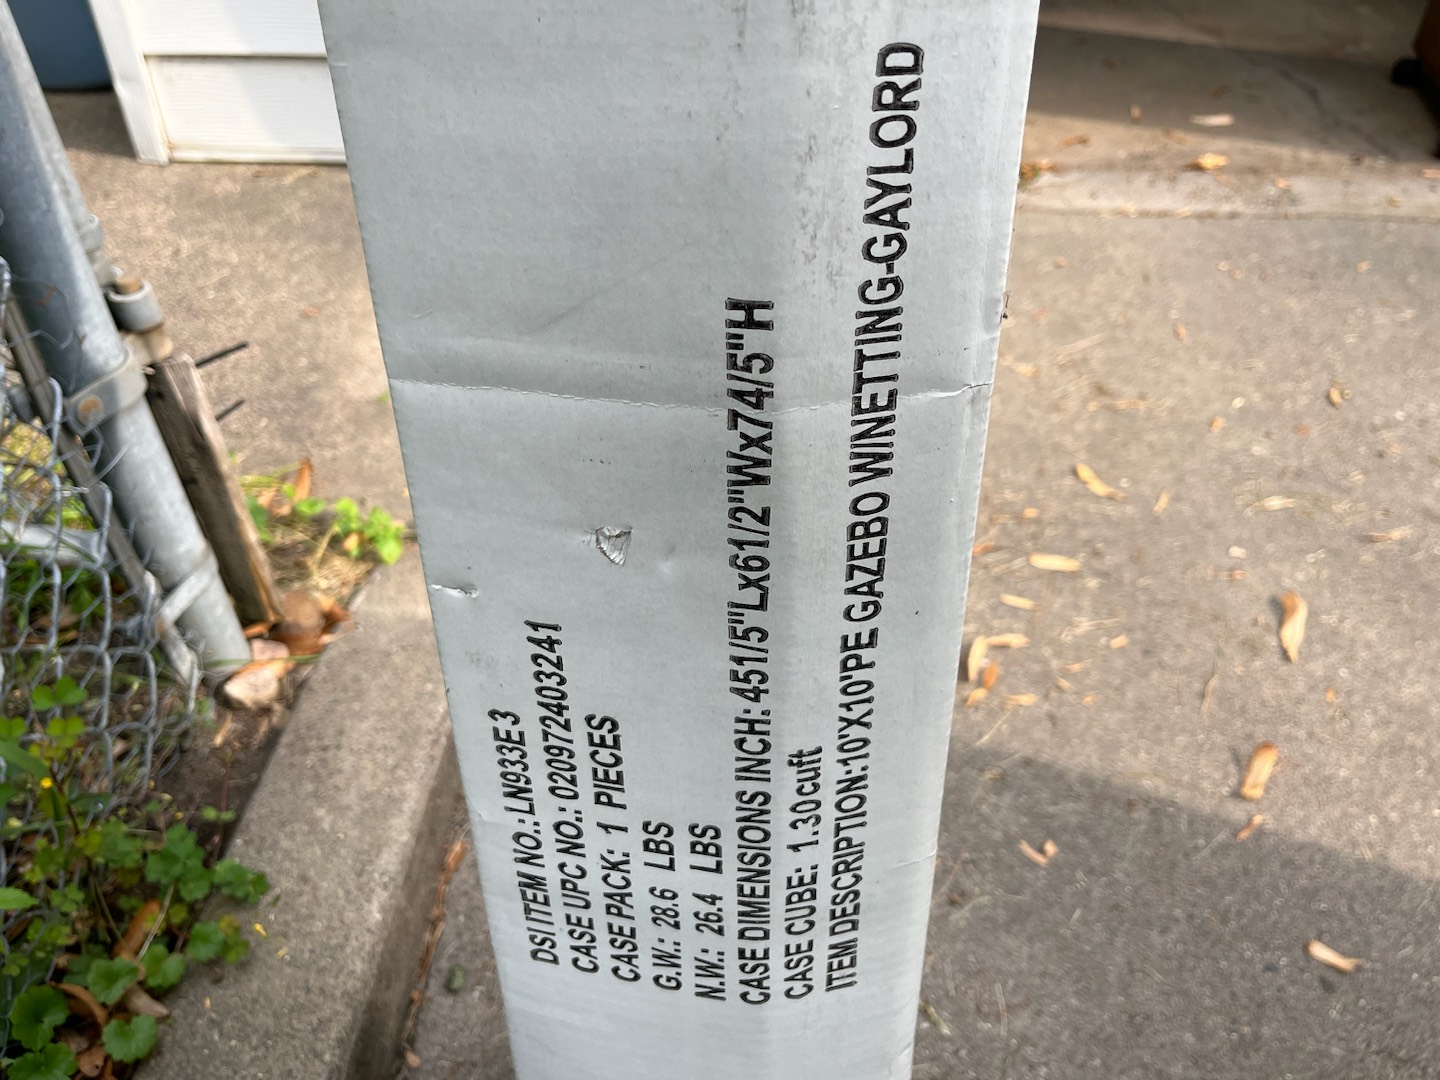 DSI ITEM NO.: LN933E3
CASE UPC NO.: 020972403241
CASE PACK: 1 PIECES
G.W.: 28.6 LBS
N.W.: 26.4 LBS
CASE DIMENSIONS INCH: 451/5"Lx61/2"Wx74/5"H
CASE CUBE: 1.30cuft
ITEM DESCRIPTION:10'X10'PE GAZEBO WINETTING-GAYLORD